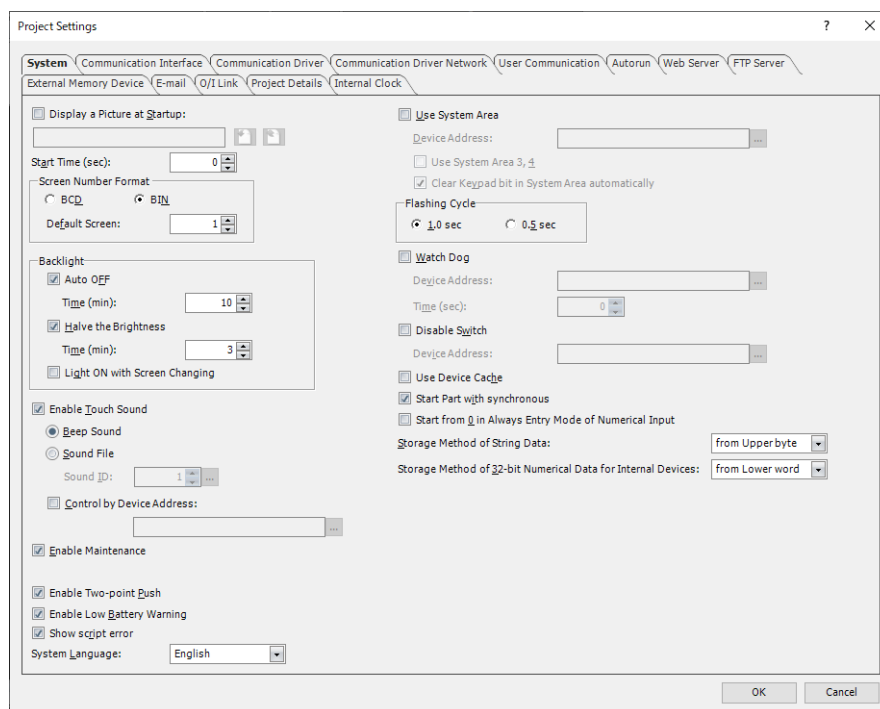 Project Settings
? ×
System Communication Interface Communication Driver Communication Driver Network User Communication Autorun Web Server FTP Server
External Memory Device E-mail O/I Link Project Details Internal Clock
Display a Picture at Startup:
Start Time (sec): 0
Screen Number Format
BCD BIN
Default Screen: 1
Backlight
Auto OFF
Time (min): 10
Halve the Brightness
Time (min): 3
Light ON with Screen Changing
Enable Touch Sound
Beep Sound
Sound File
Sound ID: 1 ...
Control by Device Address:
...
Enable Maintenance
Enable Two-point Push
Enable Low Battery Warning
Show script error
System Language: English
Use System Area
Device Address: ...
Use System Area 3, 4
Clear Keypad bit in System Area automatically
Flashing Cycle
1.0 sec 0.5 sec
Watch Dog
Device Address: ...
Time (sec): 0
Disable Switch
Device Address: ...
Use Device Cache
Start Part with synchronous
Start from 0 in Always Entry Mode of Numerical Input
Storage Method of String Data: from Upper byte
Storage Method of 32-bit Numerical Data for Internal Devices: from Lower word
OK Cancel